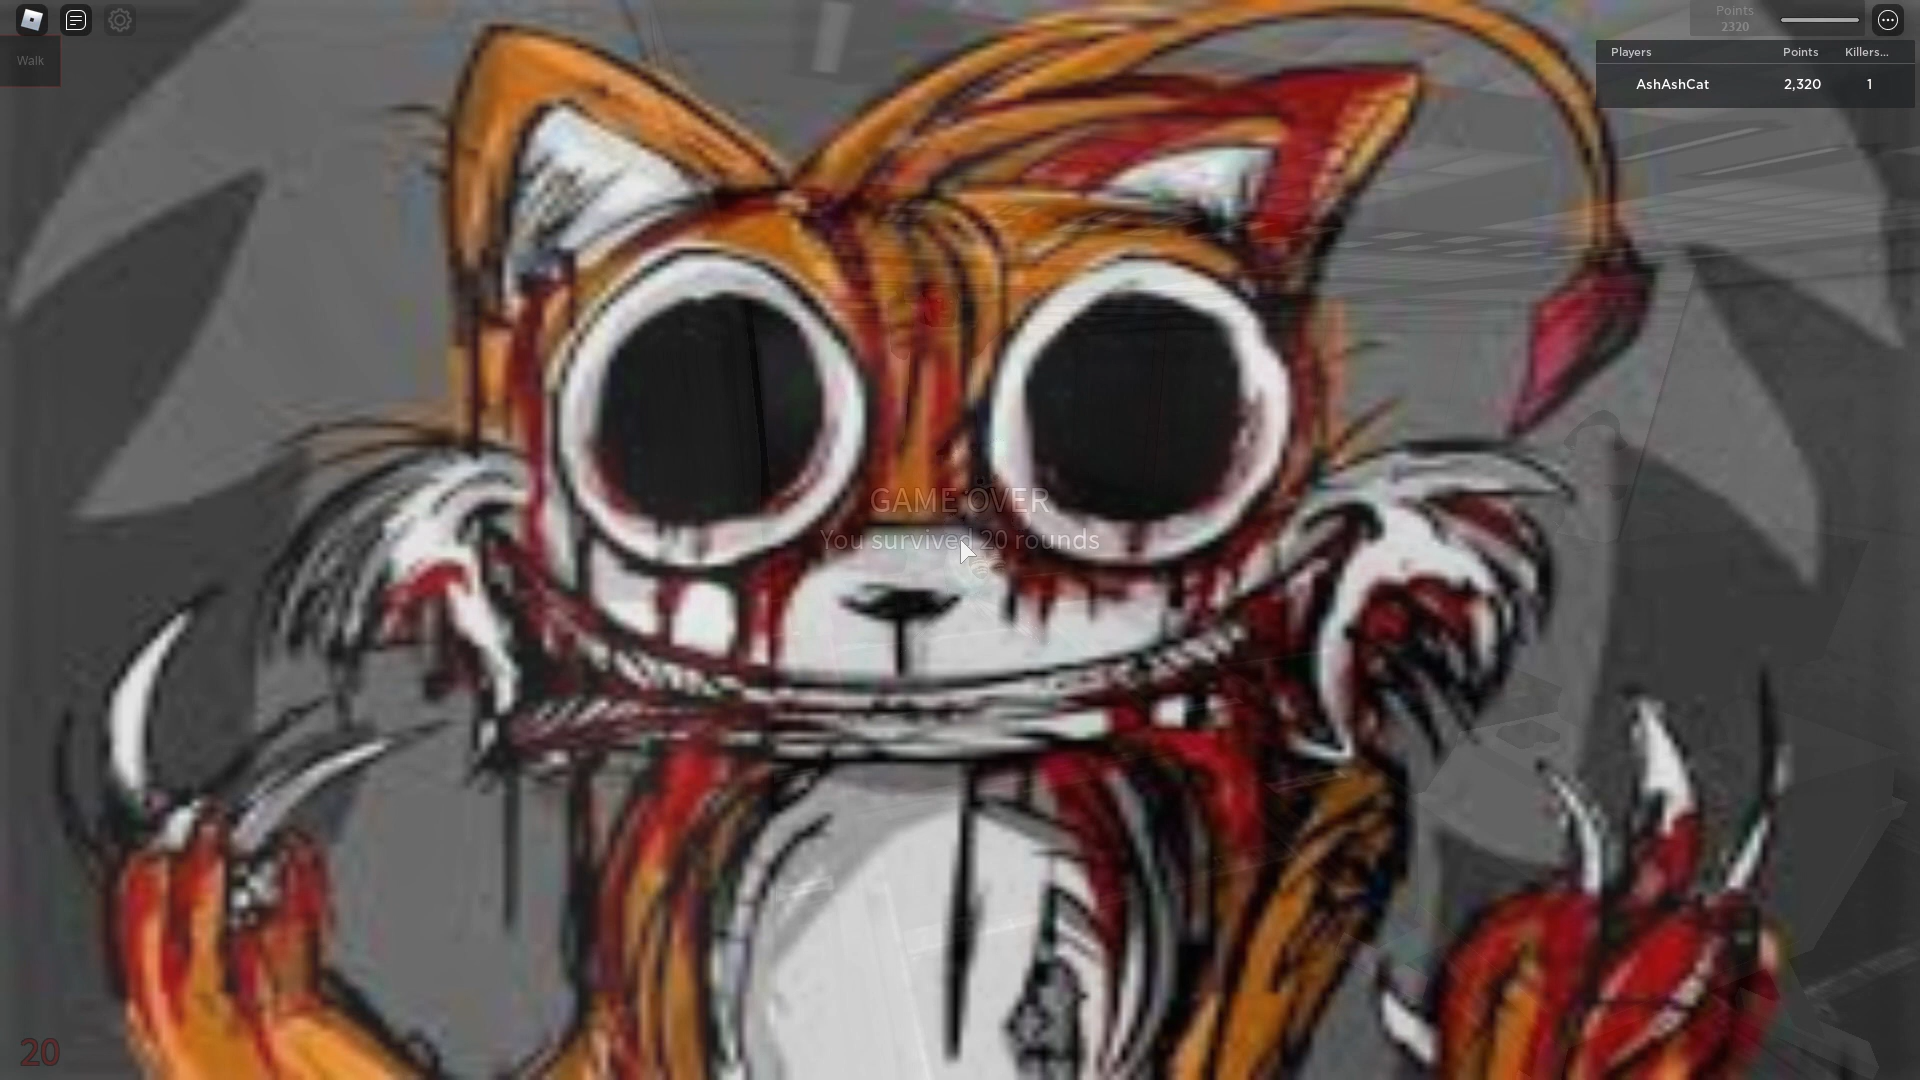 Walk
Points
2320
Players Points Killers...
AshAshCat 2,320 1
GAME OVER
You survived 20 rounds
20